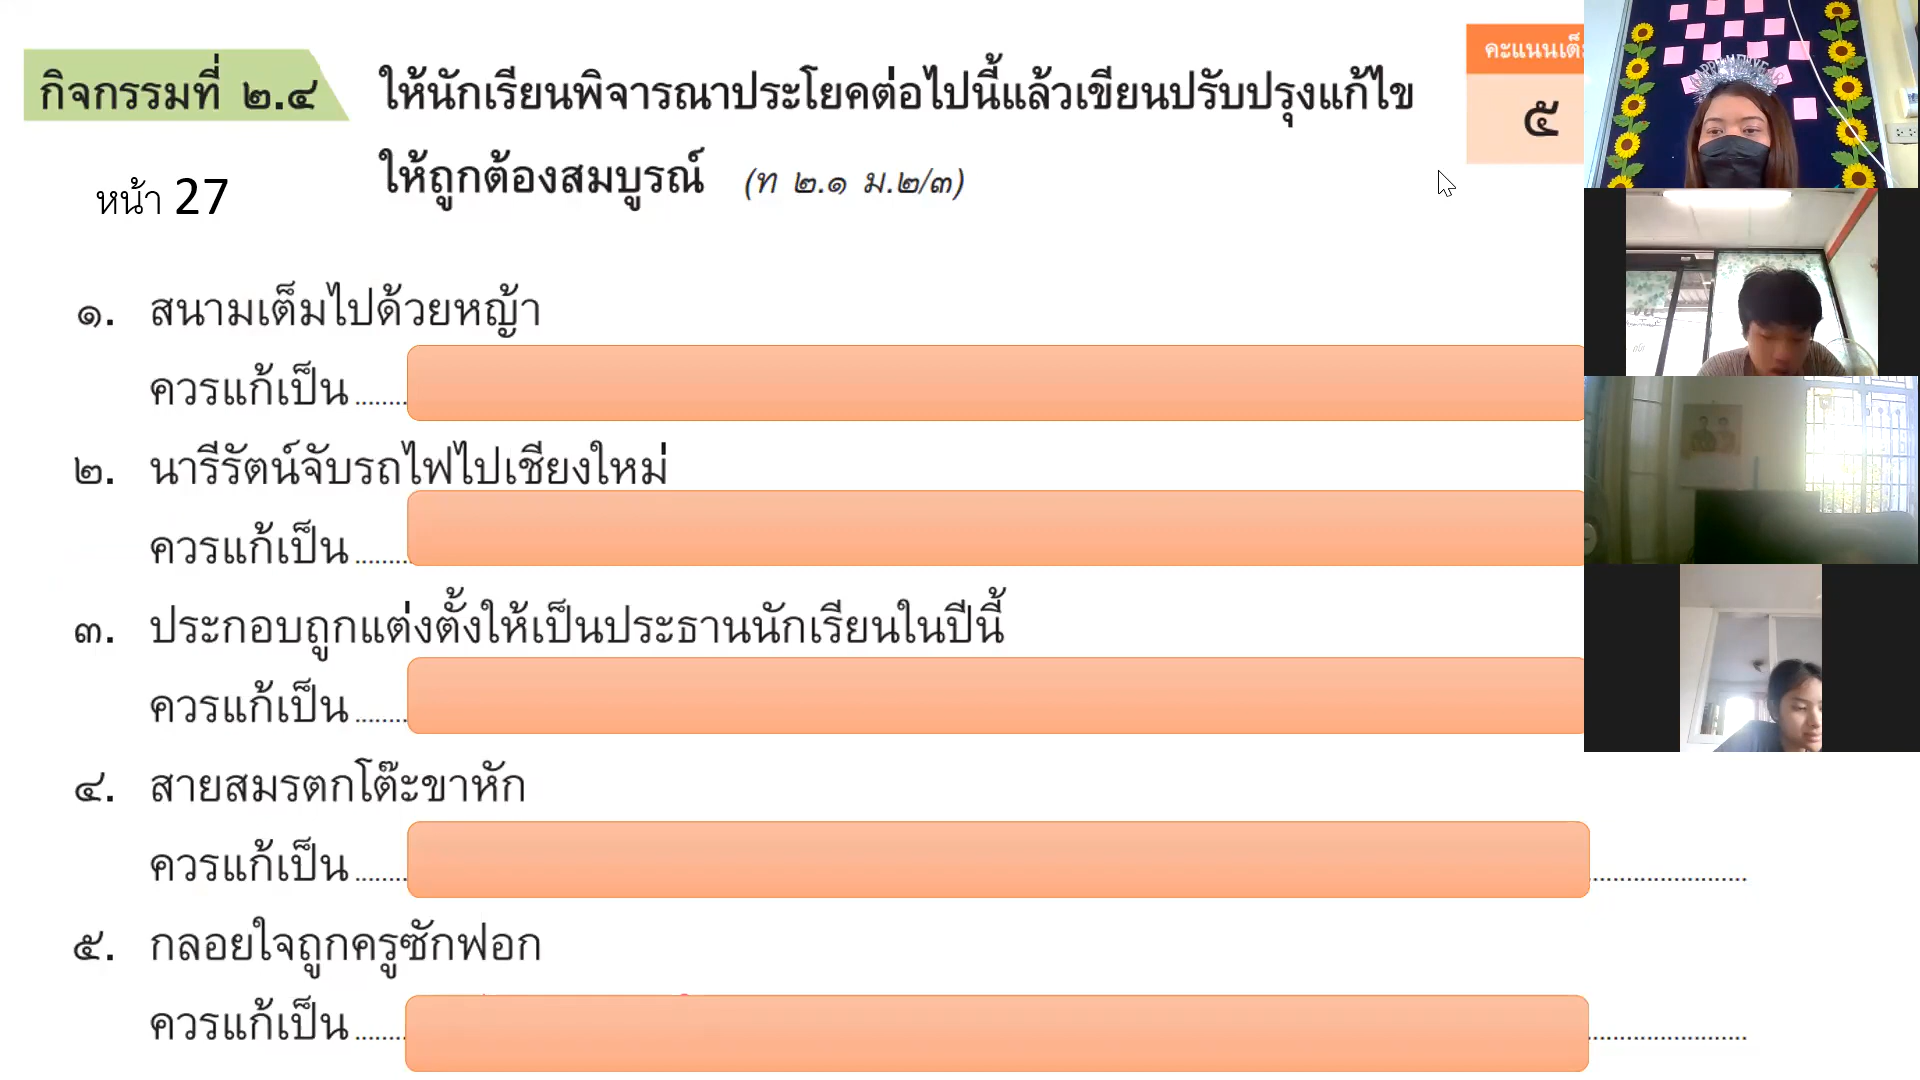 กิจกรรมที่ ๒.๔ ให้นักเรียนพิจารณาประโยคต่อไปนี้แล้วเขียนปรับปรุงแก้ไข
ให้ถูกต้องสมบูรณ์ (ท ๒.๑ ม.๒/๓)
คะแนนเต็
๕
หน้า 27
๑. สนามเต็มไปด้วยหญ้า
ควรแก้เป็น
๒. นารีรัตน์จับรถไฟไปเชียงใหม่
ควรแก้เป็น
๓. ประกอบถูกแต่งตั้งให้เป็นประธานนักเรียนในปีนี้
ควรแก้เป็น
๔. สายสมรตกโต๊ะขาหัก
ควรแก้เป็น
๕. กลอยใจถูกครูซักฟอก
ควรแก้เป็น